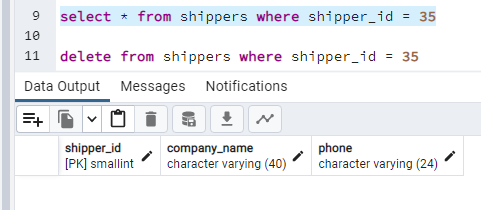 9 select * from shippers where shipper_id = 35
10
11 delete from shippers where shipper_id = 35
Data Output Messages Notifications
shipper_id company_name phone
[PK] smallint character varying (40) character varying (24)